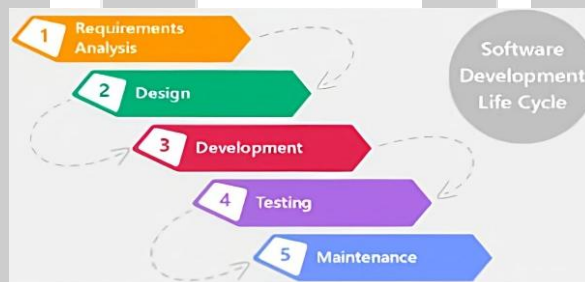 1 Requirements
Analysis
2 Design
3 Development
4 Testing
5 Maintenance
Software
Development
Life Cycle